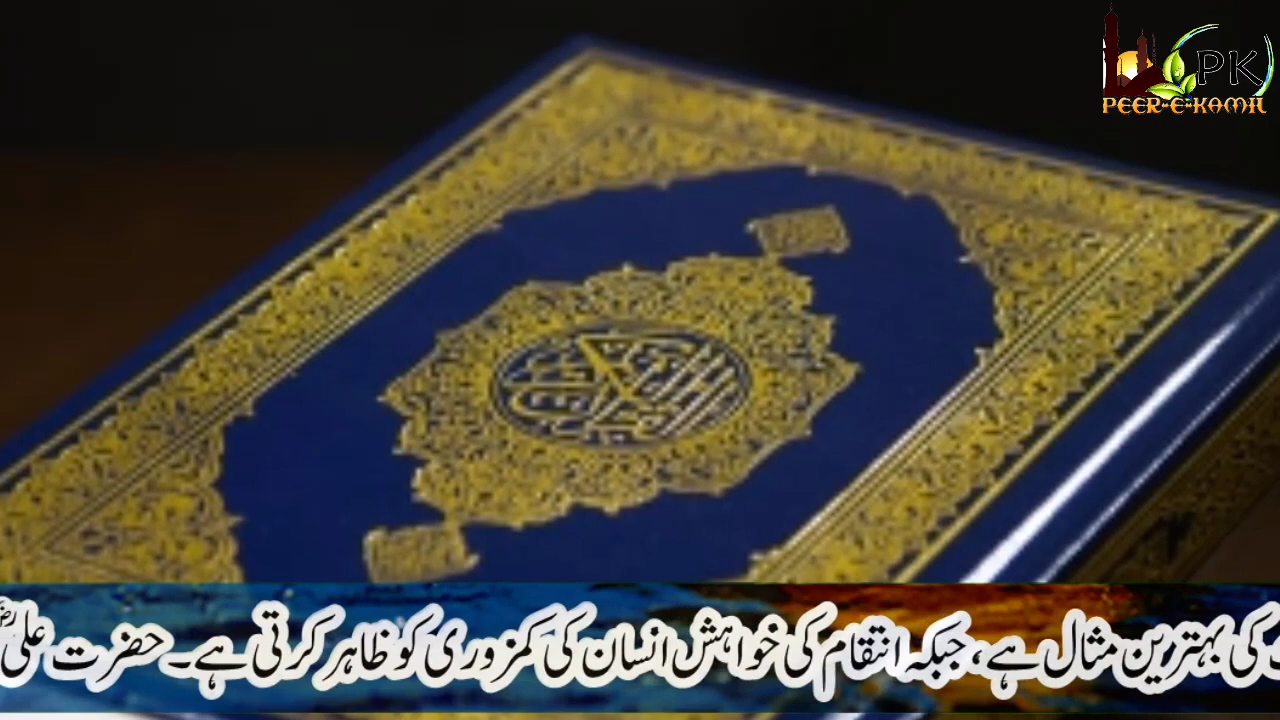 PK
PEER-E-KAMIL
کی بہترین مثال ہے، جبکہ انتقام کی خواہش انسان کی کمزوری کو ظاہر کرتی ہے۔ حضرت علیؓ